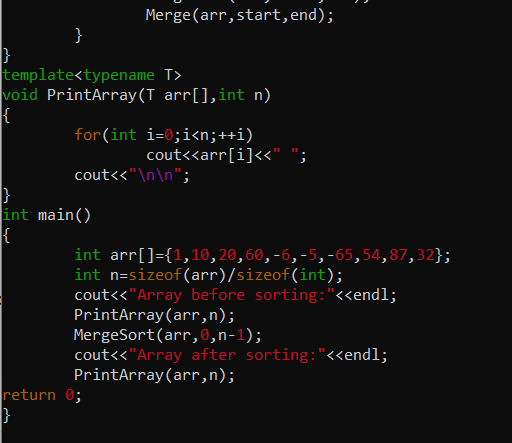 Merge(arr,start,end);
}
}
template<typename T>
void PrintArray(T arr[],int n)
{
for(int i=0;i<n;++i)
cout<<arr[i]<<" ";
cout<<"\n\n";
}
int main()
{
int arr[]={1,10,20,60,-6,-5,-65,54,87,32};
int n=sizeof(arr)/sizeof(int);
cout<<"Array before sorting:"<<endl;
PrintArray(arr,n);
MergeSort(arr,0,n-1);
cout<<"Array after sorting:"<<endl;
PrintArray(arr,n);
return 0;
}